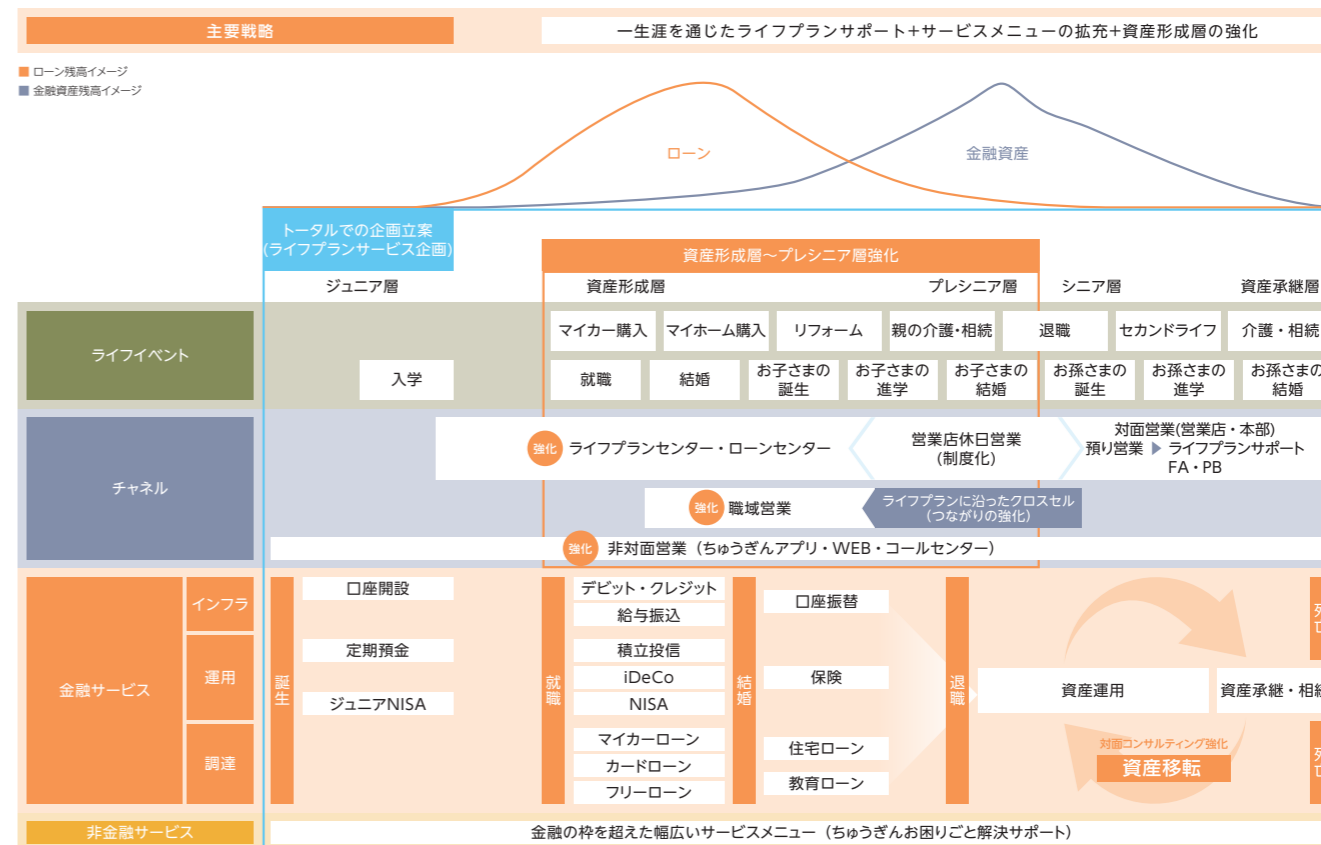 主要戦略
一生涯を通じたライフプランサポート+サービスメニューの拡充+資産形成層の強化
ローン残高イメージ
金融資産残高イメージ
ローン
金融資産
トータルでの企画立案
(ライフプランサービス企画)
資産形成層～プレシニア層強化
ジュニア層
資産形成層
プレシニア層
シニア層
資産承継層
ライフイベント
マイカー購入
マイホーム購入
リフォーム
親の介護・相続
退職
セカンドライフ
介護・相続
入学
就職
結婚
お子さまの
誕生
お子さまの
進学
お子さまの
結婚
お孫さまの
誕生
お孫さまの
進学
お孫さまの
結婚
チャネル
強化
ライフプランセンター・ローンセンター
営業店休日営業
(制度化)
対面営業(営業店・本部)
預り営業 ▶ ライフプランサポート
FA・PB
強化
職域営業
ライフプランに沿ったクロスセル
(つながりの強化)
強化
非対面営業（ちゅうぎんアプリ・WEB・コールセンター）
金融サービス
インフラ
運用
調達
誕生
口座開設
定期預金
ジュニアNISA
就職
デビット・クレジット
給与振込
積立投信
iDeCo
NISA
マイカーローン
カードローン
フリーローン
結婚
口座振替
保険
住宅ローン
教育ローン
退職
資産運用
資産承継・相続
対面コンサルティング強化
資産移転
非金融サービス
金融の枠を超えた幅広いサービスメニュー（ちゅうぎんお困りごと解決サポート）